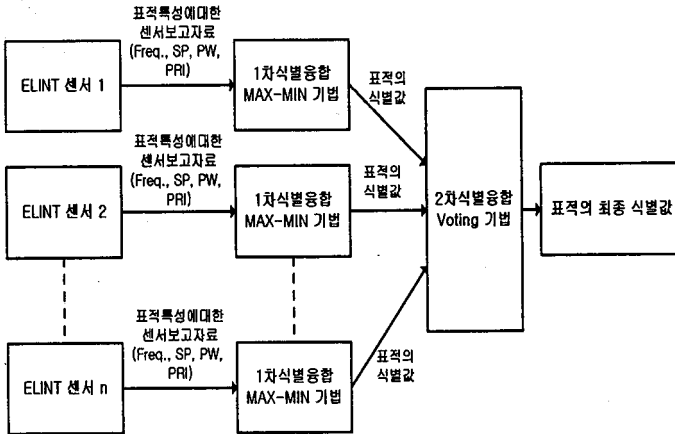 표적특성에대한
센서보고자료
(Freq., SP, PW,
PRI)
ELINT 센서 1
1차식별융합
MAX-MIN 기법
표적의
식별값
표적특성에대한
센서보고자료
(Freq., SP, PW,
PRI)
ELINT 센서 2
1차식별융합
MAX-MIN 기법
표적의
식별값
2차식별융합
Voting 기법
표적의 최종 식별값
표적특성에대한
센서보고자료
(Freq., SP, PW,
PRI)
ELINT 센서 n
1차식별융합
MAX-MIN 기법
표적의
식별값